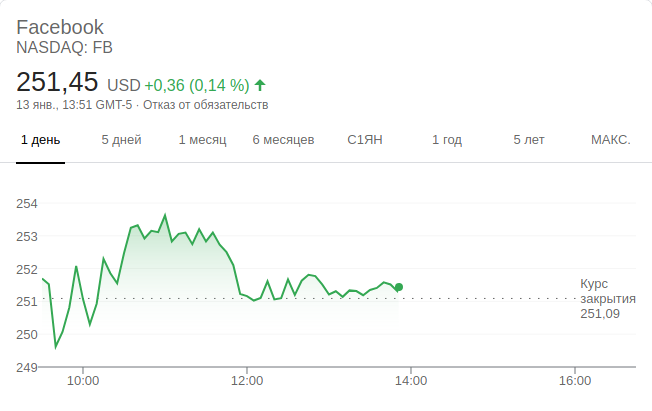 Facebook
NASDAQ: FB
251,45 USD +0,36 (0,14 %)
13 янв., 13:51 GMT-5 · Отказ от обязательств
1 день 5 дней 1 месяц 6 месяцев С1ЯН 1 год 5 лет МАКС.
254
253
252
251
250
249
Курс
закрытия
251,09
10:00 12:00 14:00 16:00